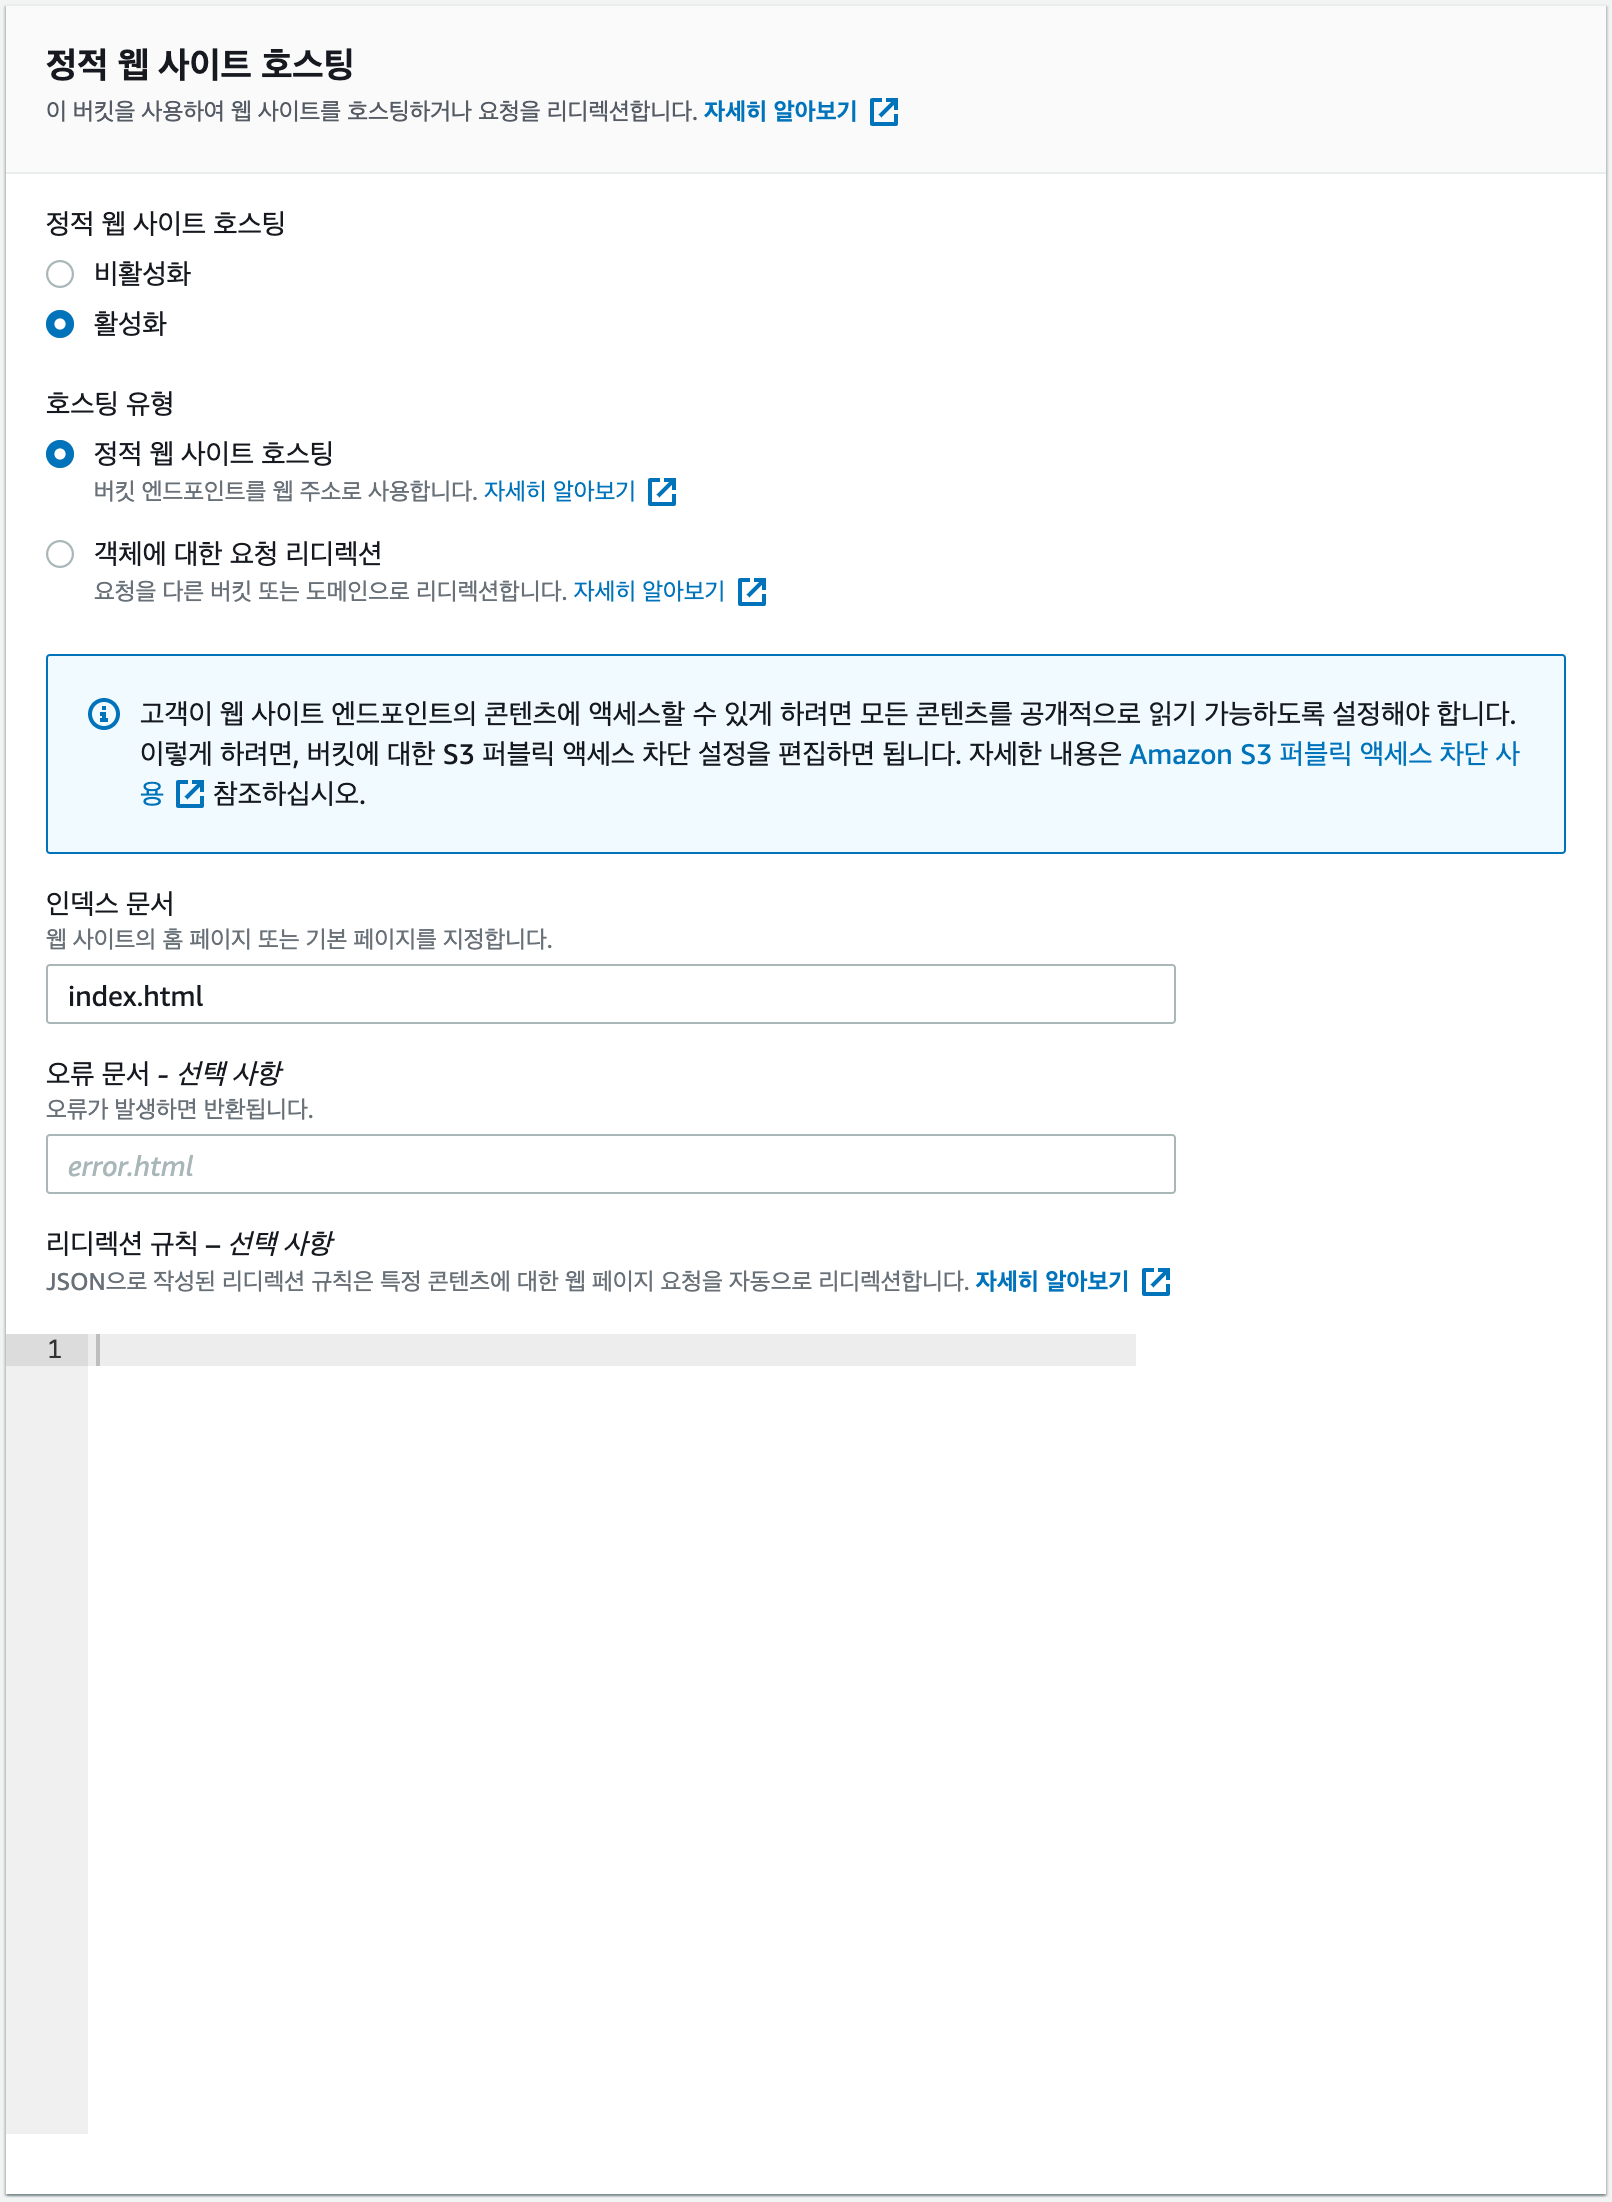 정적 웹 사이트 호스팅
이 버킷을 사용하여 웹 사이트를 호스팅하거나 요청을 리디렉션합니다. 자세히 알아보기
정적 웹 사이트 호스팅
비활성화
활성화
호스팅 유형
정적 웹 사이트 호스팅
버킷 엔드포인트를 웹 주소로 사용합니다. 자세히 알아보기
객체에 대한 요청 리디렉션
요청을 다른 버킷 또는 도메인으로 리디렉션합니다. 자세히 알아보기
고객이 웹 사이트 엔드포인트의 콘텐츠에 액세스할 수 있게 하려면 모든 콘텐츠를 공개적으로 읽기 가능하도록 설정해야 합니다.
이렇게 하려면, 버킷에 대한 S3 퍼블릭 액세스 차단 설정을 편집하면 됩니다. 자세한 내용은 Amazon S3 퍼블릭 액세스 차단 사
용 참조하십시오.
인덱스 문서
웹 사이트의 홈 페이지 또는 기본 페이지를 지정합니다.
index.html
오류 문서 - 선택 사항
오류가 발생하면 반환됩니다.
error.html
리디렉션 규칙 – 선택 사항
JSON으로 작성된 리디렉션 규칙은 특정 콘텐츠에 대한 웹 페이지 요청을 자동으로 리디렉션합니다. 자세히 알아보기
1